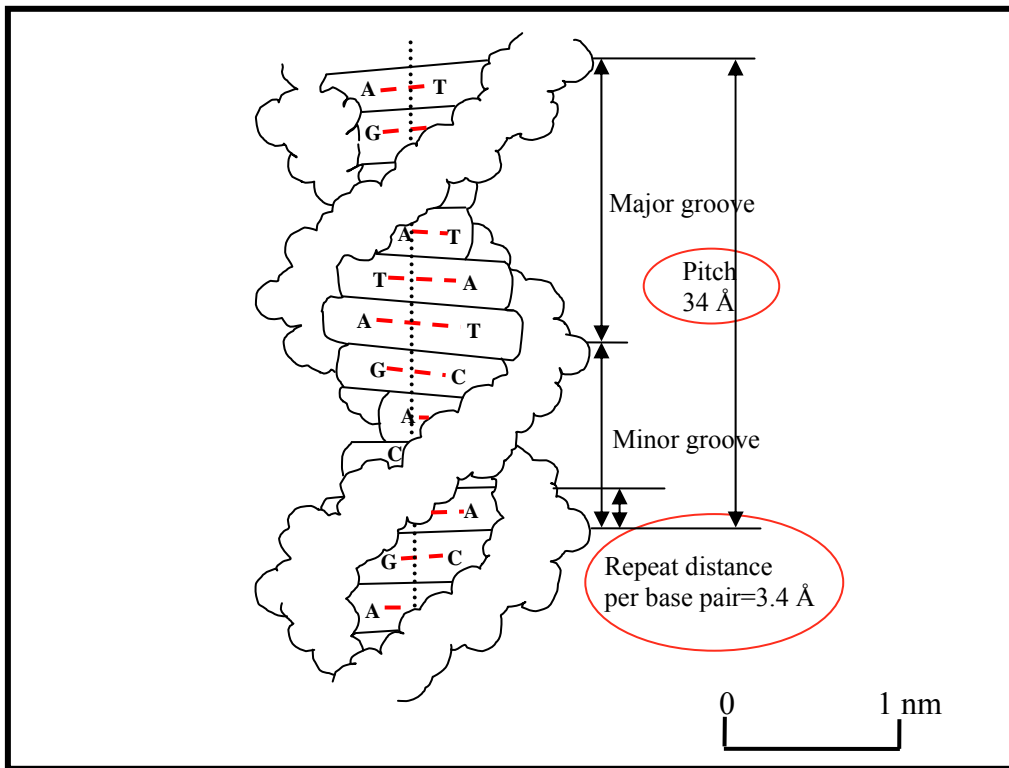 A T
G
A T
T A
A T
G C
A
C
A
G C
A
Major groove
Pitch
34 Å
Minor groove
Repeat distance
per base pair=3.4 Å
0 1 nm